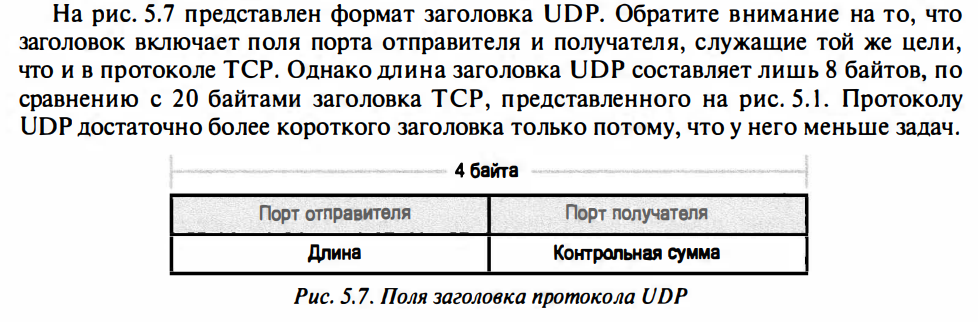 На рис. 5.7 представлен формат заголовка UDP. Обратите внимание на то, что
заголовок включает поля порта отправителя и получателя, служащие той же цели,
что и в протоколе TCP. Однако длина заголовка UDP составляет лишь 8 байтов, по
сравнению с 20 байтами заголовка TCP, представленного на рис. 5.1. Протоколу
UDP достаточно более короткого заголовка только потому, что у него меньше задач.
4 байта
Порт отправителя Порт получателя
Длина Контрольная сумма
Рис. 5.7. Поля заголовка протокола UDP